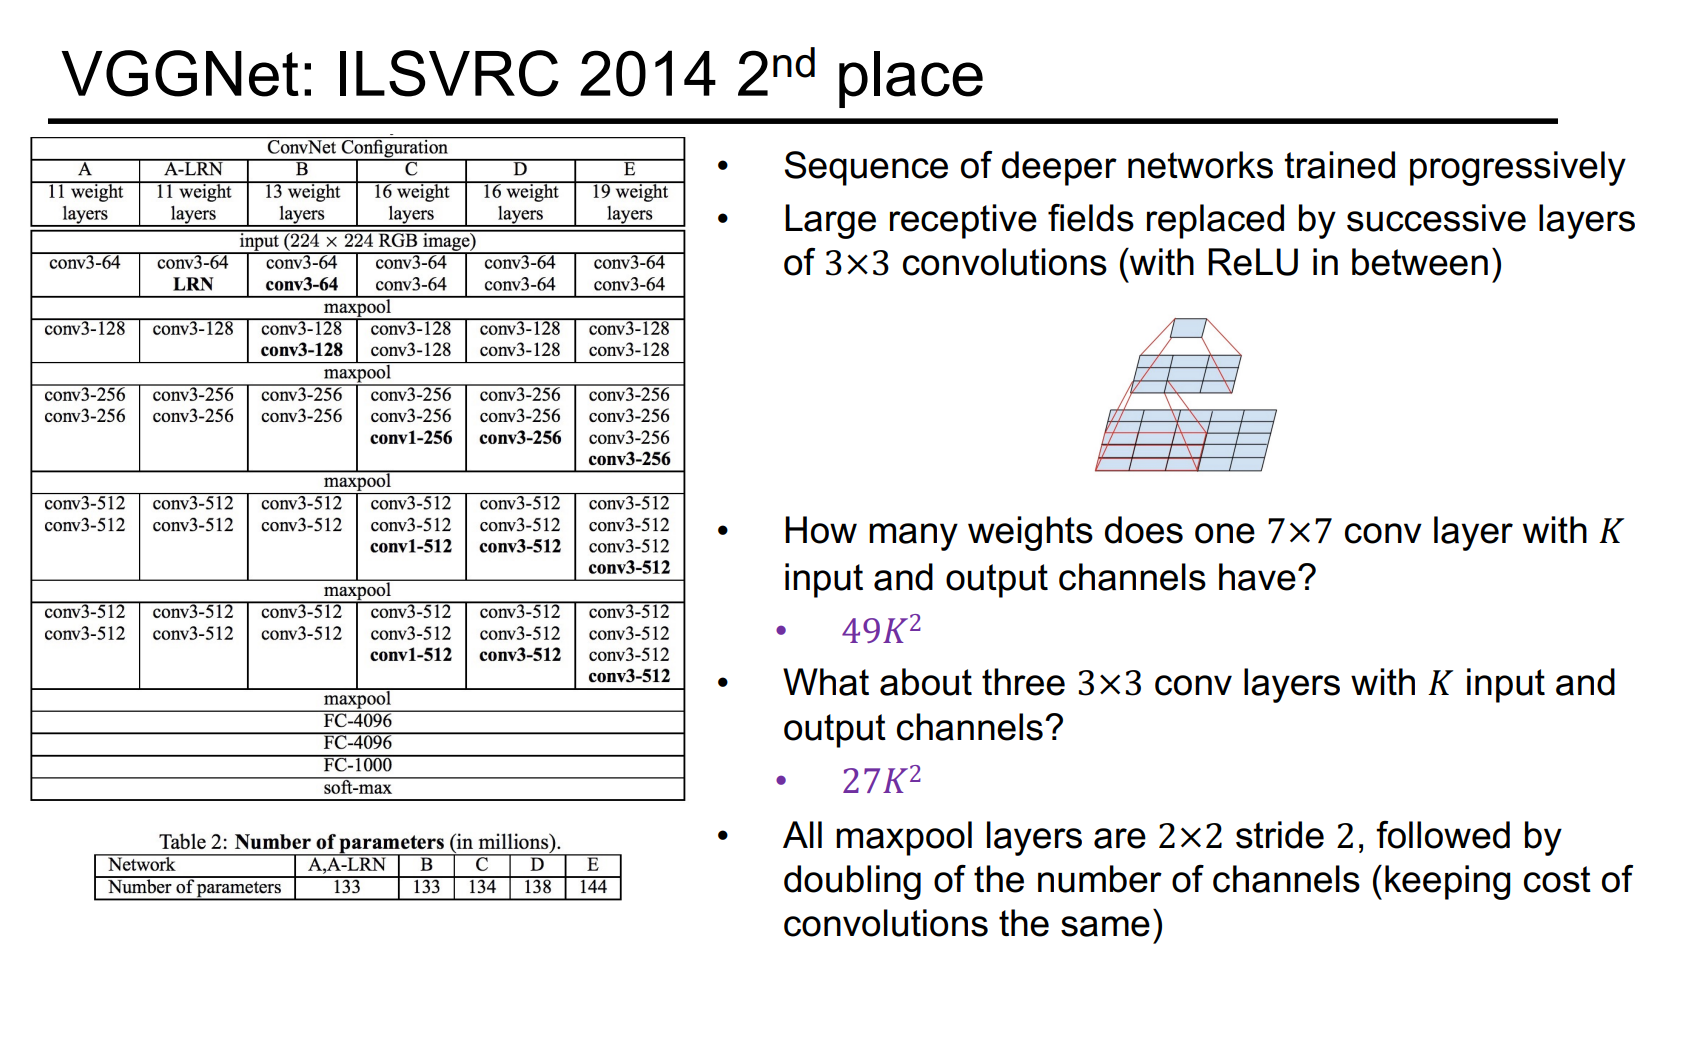 VGGNet: ILSVRC 2014 2nd place
ConvNet Configuration
A A-LRN B C D E
11 weight 11 weight 13 weight 16 weight 16 weight 19 weight
layers layers layers layers layers layers
input (224 × 224 RGB image)
conv3-64 conv3-64 conv3-64 conv3-64 conv3-64 conv3-64
LRN conv3-64 conv3-64 conv3-64 conv3-64
maxpool
conv3-128 conv3-128 conv3-128 conv3-128 conv3-128 conv3-128
conv3-128 conv3-128 conv3-128 conv3-128
maxpool
conv3-256 conv3-256 conv3-256 conv3-256 conv3-256 conv3-256
conv3-256 conv3-256 conv3-256 conv3-256 conv3-256 conv3-256
conv1-256 conv3-256 conv3-256
conv3-256
maxpool
conv3-512 conv3-512 conv3-512 conv3-512 conv3-512 conv3-512
conv3-512 conv3-512 conv3-512 conv3-512 conv3-512 conv3-512
conv1-512 conv3-512 conv3-512
conv3-512
maxpool
conv3-512 conv3-512 conv3-512 conv3-512 conv3-512 conv3-512
conv3-512 conv3-512 conv3-512 conv3-512 conv3-512 conv3-512
conv1-512 conv3-512 conv3-512
conv3-512
maxpool
FC-4096
FC-4096
FC-1000
soft-max
Table 2: Number of parameters (in millions).
Network A,A-LRN B C D E
Number of parameters 133 133 134 138 144
• Sequence of deeper networks trained progressively
• Large receptive fields replaced by successive layers
of 3×3 convolutions (with ReLU in between)
• How many weights does one 7×7 conv layer with K
input and output channels have?
• 49K²
• What about three 3×3 conv layers with K input and
output channels?
• 27K²
• All maxpool layers are 2×2 stride 2, followed by
doubling of the number of channels (keeping cost of
convolutions the same)